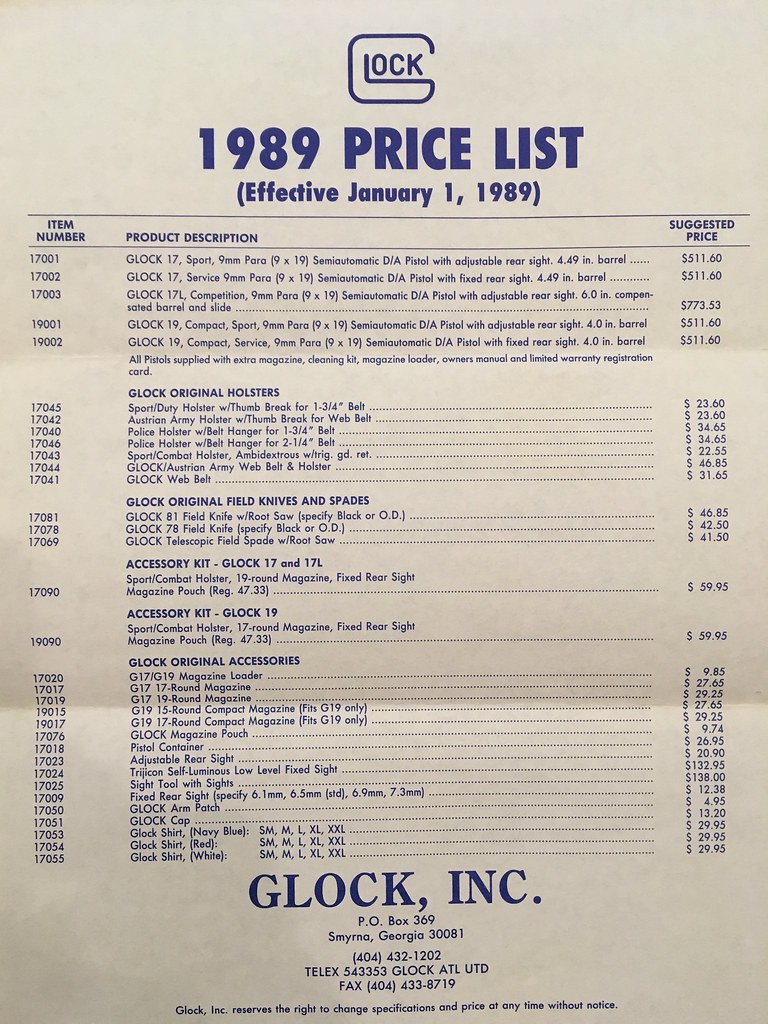 GLOCK
1989 PRICE LIST
(Effective January 1, 1989)
ITEM NUMBER PRODUCT DESCRIPTION SUGGESTED PRICE
17001 GLOCK 17, Sport, 9mm Para (9 x 19) Semiautomatic D/A Pistol with adjustable rear sight. 4.49 in. barrel ...... $511.60
17002 GLOCK 17, Service 9mm Para (9 x 19) Semiautomatic D/A Pistol with fixed rear sight. 4.49 in. barrel ........... $511.60
17003 GLOCK 17L, Competition, 9mm Para (9 x 19) Semiautomatic D/A Pistol with adjustable rear sight. 6.0 in. compen-
sated barrel and slide ........ $773.53
19001 GLOCK 19, Compact, Sport, 9mm Para (9 x 19) Semiautomatic D/A Pistol with adjustable rear sight. 4.0 in. barrel $511.60
19002 GLOCK 19, Compact, Service, 9mm Para (9 x 19) Semiautomatic D/A Pistol with fixed rear sight. 4.0 in. barrel .... $511.60
All Pistols supplied with extra magazine, cleaning kit, magazine loader, owners manual and limited warranty registration
card.
GLOCK ORIGINAL HOLSTERS
17045 Sport/Duty Holster w/Thumb Break for 1-3/4" Belt ........ $ 23.60
17042 Austrian Army Holster w/Thumb Break for Web Belt ........ $ 23.60
17040 Police Holster w/Belt Hanger for 1-3/4" Belt ........ $ 34.65
17046 Police Holster w/Belt Hanger for 2-1/4" Belt ........ $ 34.65
17043 Sport/Combat Holster, Ambidextrous w/trig. gd. ret. ........ $ 22.55
17044 GLOCK/Austrian Army Web Belt & Holster ........ $ 46.85
17041 GLOCK Web Belt ........ $ 31.65
GLOCK ORIGINAL FIELD KNIVES AND SPADES
17081 GLOCK 81 Field Knife w/Root Saw (specify Black or O.D.) ........ $ 46.85
17078 GLOCK 78 Field Knife (specify Black or O.D.) ........ $ 42.50
17069 GLOCK Telescopic Field Spade w/Root Saw ........ $ 41.50
ACCESSORY KIT - GLOCK 17 and 17L
Sport/Combat Holster, 19-round Magazine, Fixed Rear Sight
17090 Magazine Pouch (Reg. 47.33) ........ $ 59.95
ACCESSORY KIT - GLOCK 19
Sport/Combat Holster, 17-round Magazine, Fixed Rear Sight
19090 Magazine Pouch (Reg. 47.33) ........ $ 59.95
GLOCK ORIGINAL ACCESSORIES
17020 G17/G19 Magazine Loader ........ $ 9.85
17017 G17 17-Round Magazine ........ $ 27.65
17019 G17 19-Round Magazine ........ $ 29.25
19015 G19 15-Round Compact Magazine (Fits G19 only) ........ $ 27.65
19017 G19 17-Round Compact Magazine (Fits G19 only) ........ $ 29.25
17076 GLOCK Magazine Pouch ........ $ 9.74
17018 Pistol Container ........ $ 26.95
17023 Adjustable Rear Sight ........ $ 20.90
17024 Trijicon Self-Luminous Low Level Fixed Sight ........ $132.95
17025 Sight Tool with Sights ........ $138.00
17009 Fixed Rear Sight (specify 6.1mm, 6.5mm (std), 6.9mm, 7.3mm) ........ $ 12.38
17050 GLOCK Arm Patch ........ $ 4.95
17051 GLOCK Cap ........ $ 13.20
17053 Glock Shirt, (Navy Blue): SM, M, L, XL, XXL ........ $ 29.95
17054 Glock Shirt, (Red): SM, M, L, XL, XXL ........ $ 29.95
17055 Glock Shirt, (White): SM, M, L, XL, XXL ........ $ 29.95
GLOCK, INC.
P.O. Box 369
Smyrna, Georgia 30081
(404) 432-1202
TELEX 543353 GLOCK ATL UTD
FAX (404) 433-8719
Glock, Inc. reserves the right to change specifications and price at any time without notice.